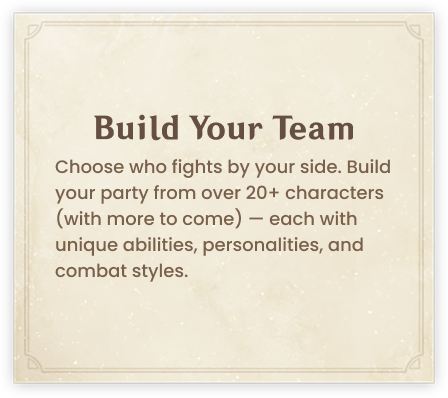 Build Your Team
Choose who fights by your side. Build
your party from over 20+ characters
(with more to come) — each with
unique abilities, personalities, and
combat styles.